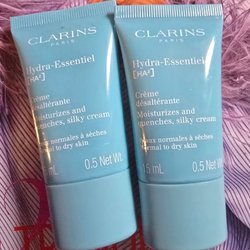 CLARINS
PARIS
Hydra-Essentiel
[HA²]
Crème
désaltérante
Moisturizes and
quenches, silky cream
normales à sèches
normal to dry skin
0.5 Net Wt.
mL
CLARINS
PARIS
Hydra-Essentiel
[HA²]
Crème
désaltérante
Moisturizes and
quenches, silky cream
normales à sèches
to dry skin
15 mL
0.5 Net